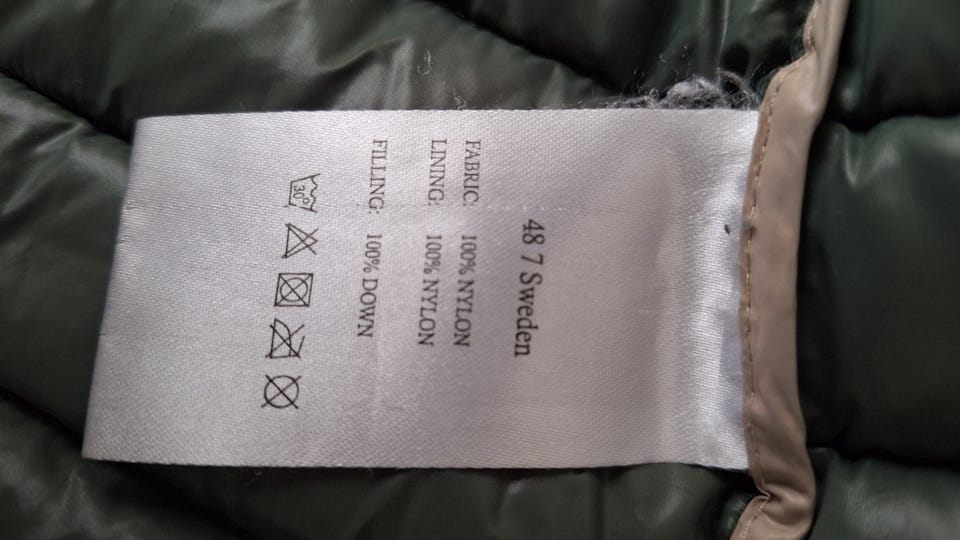 48 7 Sweden
FABRIC: 100% NYLON
LINING: 100% NYLON
FILLING: 100% DOWN
30°